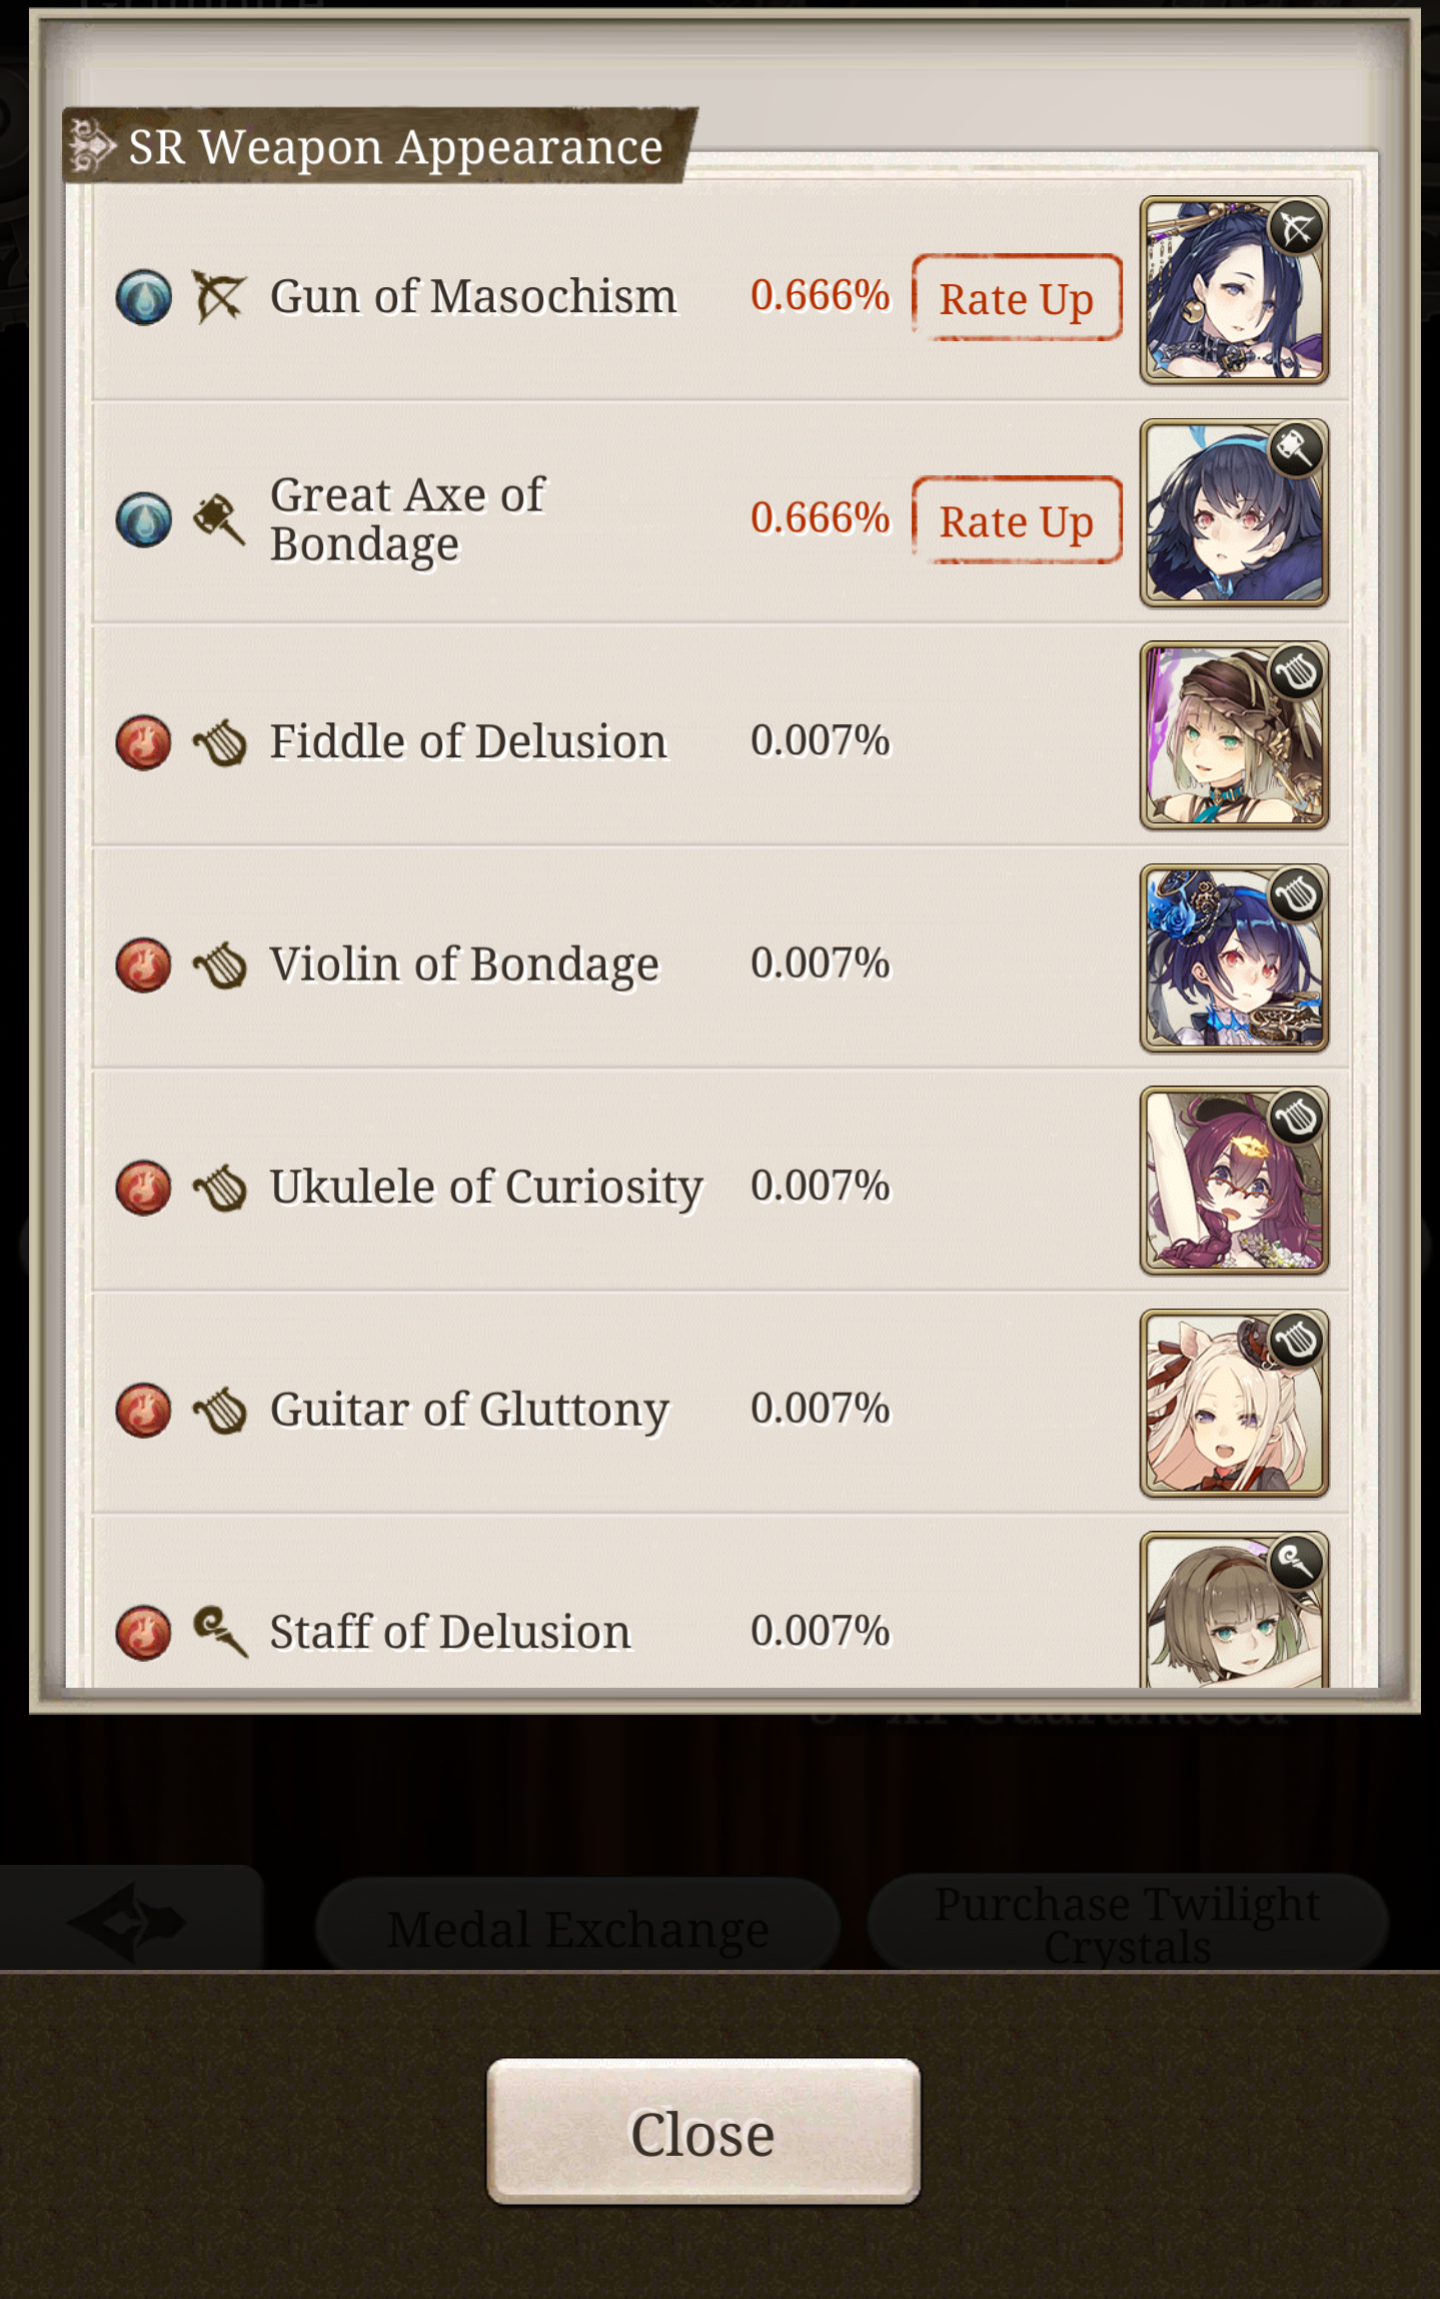 SR Weapon Appearance
Gun of Masochism 0.666% Rate Up
Great Axe of
Bondage 0.666% Rate Up
Fiddle of Delusion 0.007%
Violin of Bondage 0.007%
Ukulele of Curiosity 0.007%
Guitar of Gluttony 0.007%
Staff of Delusion 0.007%
x1 Guaranteed
Medal Exchange
Purchase Twilight
Crystals
Close